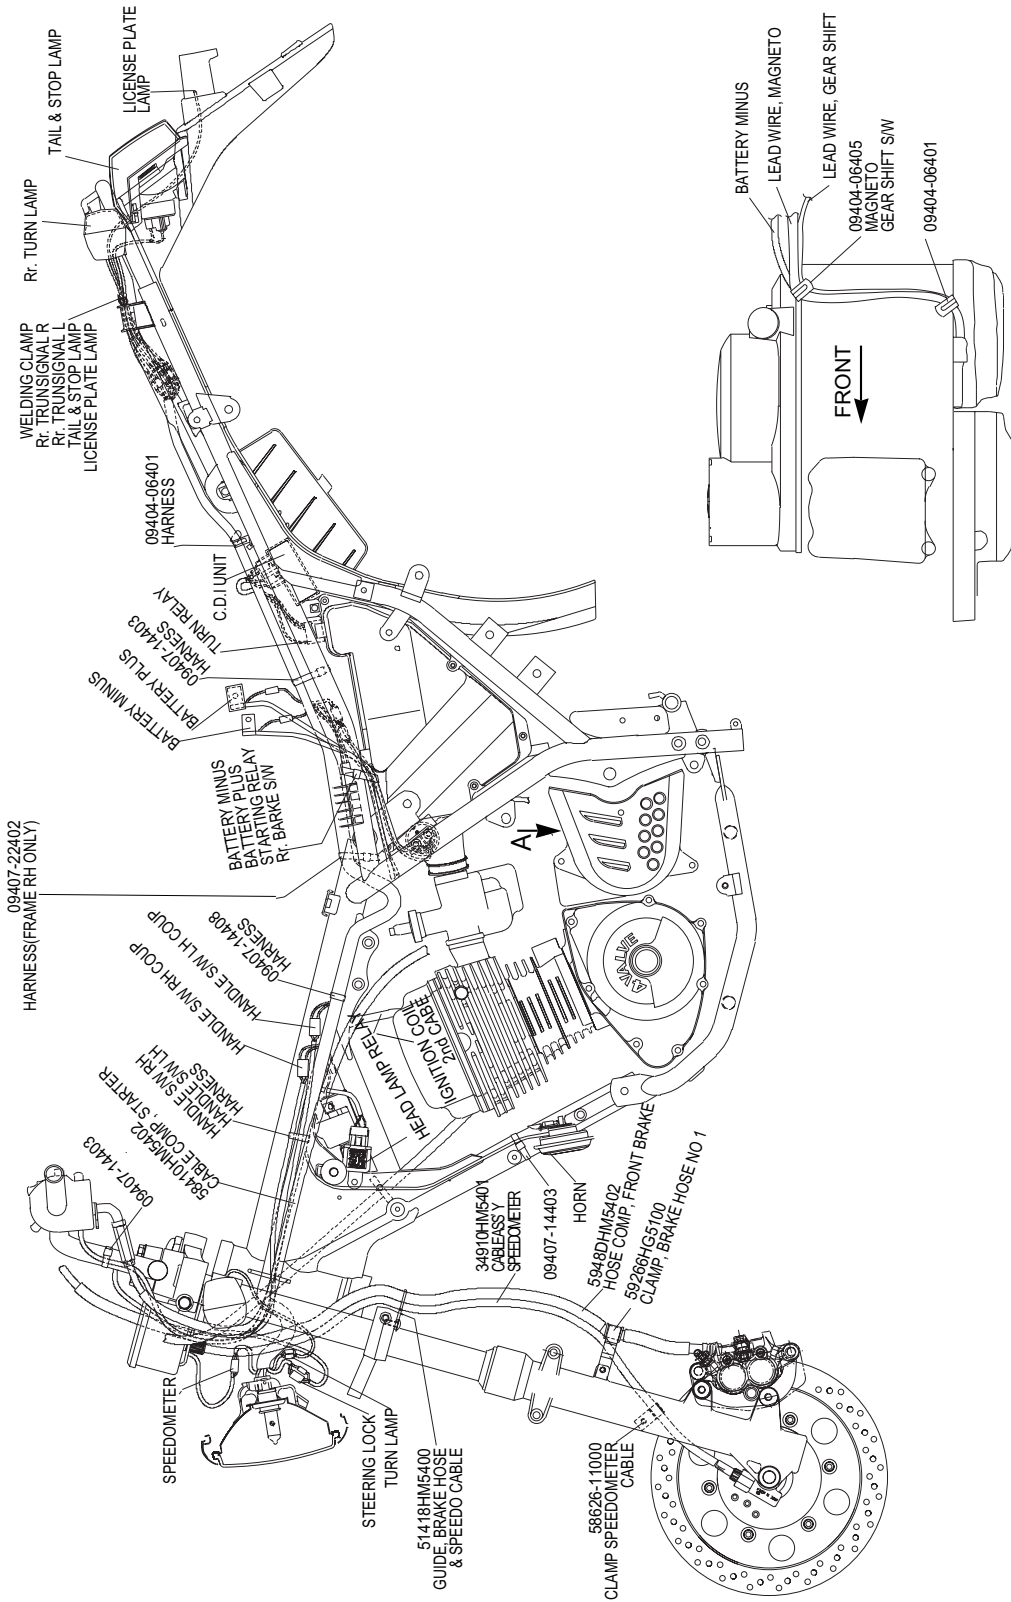 TAIL & STOP LAMP
LICENSE PLATE
LAMP
Rr. TURN LAMP
WELDING CLAMP
Rr. TRUNSIGNAL R
Rr. TRUNSIGNAL L
TAIL & STOP LAMP
LICENSE PLATE LAMP
09404-06401
HARNESS
C.D.I UNIT
TURN RELAY
09407-14403
HARNESS
BATTERY PLUS
BATTERY MINUS
BATTERY MINUS
BATTERY PLUS
STARTING RELAY
Rr. BARKE S/W
09407-22402
HARNESS(FRAME RH ONLY)
09407-14408
HARNESS
HANDLE S/W LH COUP
HANDLE S/W RH COUP
HANDLE S/W RH
HANDLE S/W LH
HARNESS
58410HM5402
CABLE COMP, STARTER
09407-14403
HEAD LAMP RELAY
IGNITION COIL
2nd CABE
4VALVE
A
SPEEDOMETER
STEERING LOCK
TURN LAMP
51418HM5400
GUIDE, BRAKE HOSE
& SPEEDO CABLE
58626-11000
CLAMP SPEEDOMETER
CABLE
34910HM5401
CABLEASS'Y
SPEEDOMETER
09407-14403
HORN
5948DHM5402
HOSE COMP, FRONT BRAKE
59266HG5100
CLAMP, BRAKE HOSE NO 1
BATTERY MINUS
LEAD WIRE, MAGNETO
LEAD WIRE, GEAR SHIFT
09404-06405
MAGNETO
GEAR SHIFT S/W
09404-06401
FRONT